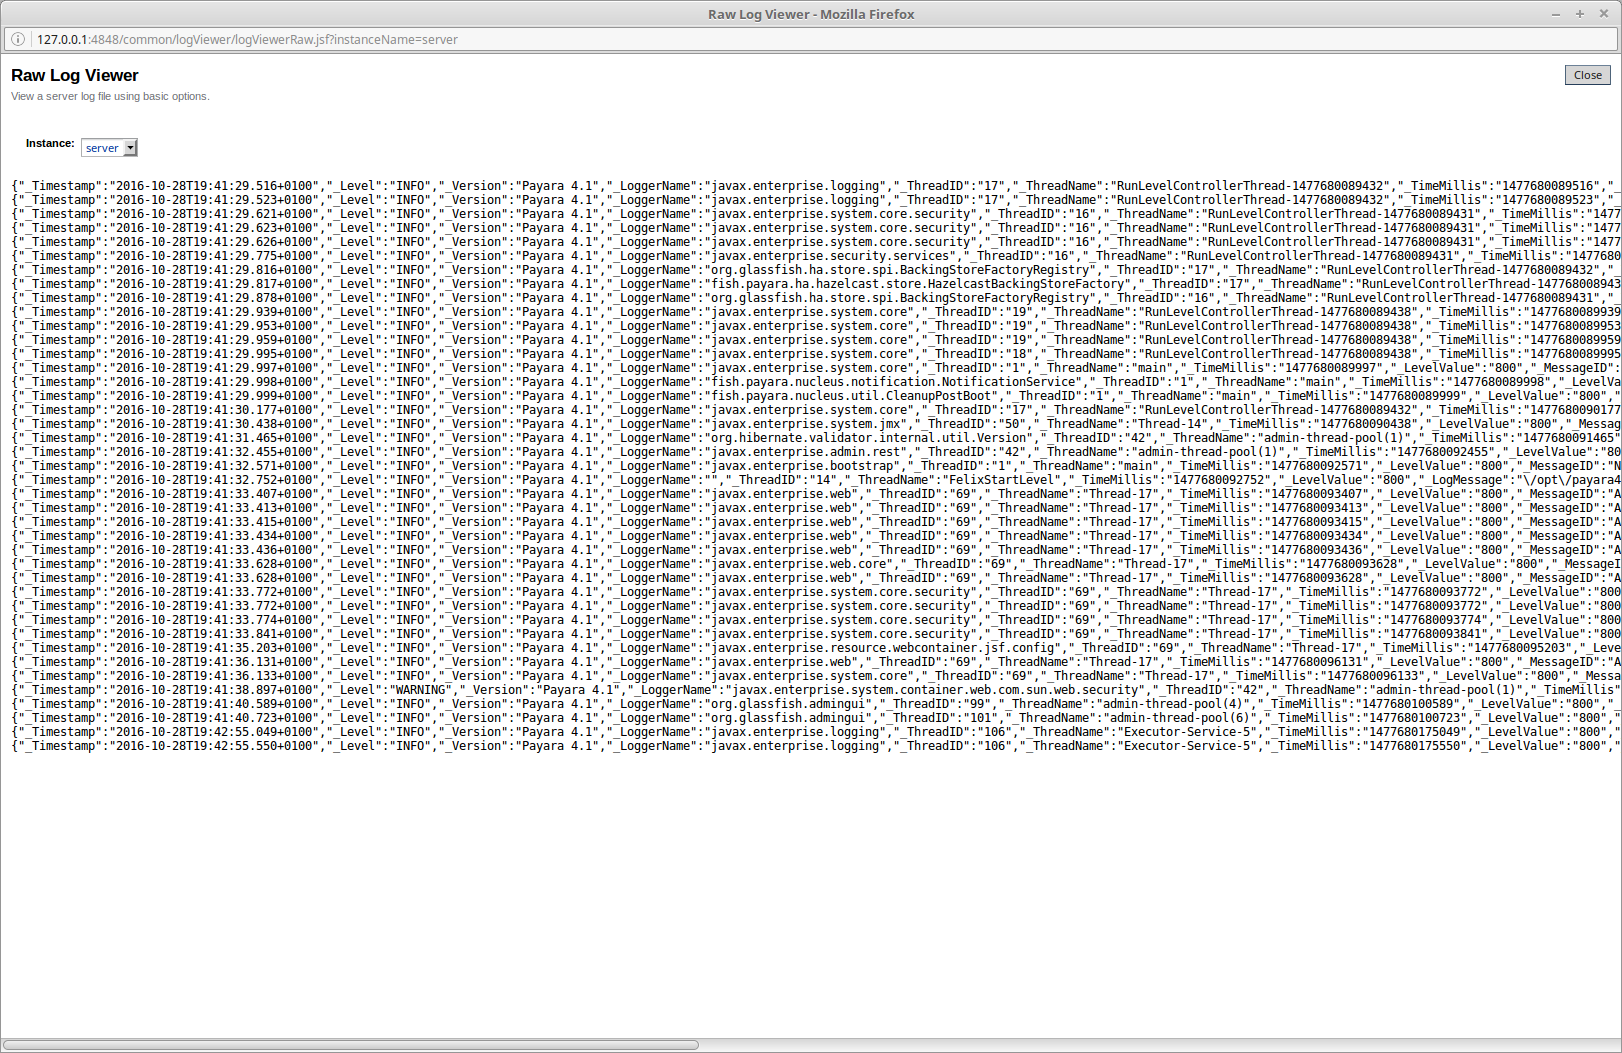 Raw Log Viewer - Mozilla Firefox
127.0.0.1:4848/common/logViewer/logViewerRaw.jsf?instanceName=server
Raw Log Viewer
Close
View a server log file using basic options.
Instance: server
{"_Timestamp":"2016-10-28T19:41:29.516+0100","_Level":"INFO","_Version":"Payara 4.1","_LoggerName":"javax.enterprise.logging","_ThreadID":"17","_ThreadName":"RunLevelControllerThread-1477680089432","_TimeMillis":"1477680089516","_
{"_Timestamp":"2016-10-28T19:41:29.523+0100","_Level":"INFO","_Version":"Payara 4.1","_LoggerName":"javax.enterprise.logging","_ThreadID":"17","_ThreadName":"RunLevelControllerThread-1477680089432","_TimeMillis":"1477680089523","_
{"_Timestamp":"2016-10-28T19:41:29.621+0100","_Level":"INFO","_Version":"Payara 4.1","_LoggerName":"javax.enterprise.system.core.security","_ThreadID":"16","_ThreadName":"RunLevelControllerThread-1477680089431","_TimeMillis":"1477
{"_Timestamp":"2016-10-28T19:41:29.623+0100","_Level":"INFO","_Version":"Payara 4.1","_LoggerName":"javax.enterprise.system.core.security","_ThreadID":"16","_ThreadName":"RunLevelControllerThread-1477680089431","_TimeMillis":"1477
{"_Timestamp":"2016-10-28T19:41:29.626+0100","_Level":"INFO","_Version":"Payara 4.1","_LoggerName":"javax.enterprise.system.core.security","_ThreadID":"16","_ThreadName":"RunLevelControllerThread-1477680089431","_TimeMillis":"1477
{"_Timestamp":"2016-10-28T19:41:29.775+0100","_Level":"INFO","_Version":"Payara 4.1","_LoggerName":"javax.enterprise.security.services","_ThreadID":"16","_ThreadName":"RunLevelControllerThread-1477680089431","_TimeMillis":"1477680
{"_Timestamp":"2016-10-28T19:41:29.816+0100","_Level":"INFO","_Version":"Payara 4.1","_LoggerName":"org.glassfish.ha.store.spi.BackingStoreFactoryRegistry","_ThreadID":"17","_ThreadName":"RunLevelControllerThread-1477680089432","_
{"_Timestamp":"2016-10-28T19:41:29.817+0100","_Level":"INFO","_Version":"Payara 4.1","_LoggerName":"fish.payara.ha.hazelcast.store.HazelcastBackingStoreFactory","_ThreadID":"17","_ThreadName":"RunLevelControllerThread-147768008943
{"_Timestamp":"2016-10-28T19:41:29.878+0100","_Level":"INFO","_Version":"Payara 4.1","_LoggerName":"org.glassfish.ha.store.spi.BackingStoreFactoryRegistry","_ThreadID":"16","_ThreadName":"RunLevelControllerThread-1477680089431","_
{"_Timestamp":"2016-10-28T19:41:29.939+0100","_Level":"INFO","_Version":"Payara 4.1","_LoggerName":"javax.enterprise.system.core","_ThreadID":"19","_ThreadName":"RunLevelControllerThread-1477680089438","_TimeMillis":"1477680089939
{"_Timestamp":"2016-10-28T19:41:29.953+0100","_Level":"INFO","_Version":"Payara 4.1","_LoggerName":"javax.enterprise.system.core","_ThreadID":"19","_ThreadName":"RunLevelControllerThread-1477680089438","_TimeMillis":"1477680089953
{"_Timestamp":"2016-10-28T19:41:29.959+0100","_Level":"INFO","_Version":"Payara 4.1","_LoggerName":"javax.enterprise.system.core","_ThreadID":"19","_ThreadName":"RunLevelControllerThread-1477680089438","_TimeMillis":"1477680089959
{"_Timestamp":"2016-10-28T19:41:29.995+0100","_Level":"INFO","_Version":"Payara 4.1","_LoggerName":"javax.enterprise.system.core","_ThreadID":"18","_ThreadName":"RunLevelControllerThread-1477680089438","_TimeMillis":"1477680089995
{"_Timestamp":"2016-10-28T19:41:29.997+0100","_Level":"INFO","_Version":"Payara 4.1","_LoggerName":"javax.enterprise.system.core","_ThreadID":"1","_ThreadName":"main","_TimeMillis":"1477680089997","_LevelValue":"800","_MessageID":
{"_Timestamp":"2016-10-28T19:41:29.998+0100","_Level":"INFO","_Version":"Payara 4.1","_LoggerName":"fish.payara.nucleus.notification.NotificationService","_ThreadID":"1","_ThreadName":"main","_TimeMillis":"1477680089998","_LevelVa
{"_Timestamp":"2016-10-28T19:41:29.999+0100","_Level":"INFO","_Version":"Payara 4.1","_LoggerName":"fish.payara.nucleus.util.CleanupPostBoot","_ThreadID":"1","_ThreadName":"main","_TimeMillis":"1477680089999","_LevelValue":"800","
{"_Timestamp":"2016-10-28T19:41:30.177+0100","_Level":"INFO","_Version":"Payara 4.1","_LoggerName":"javax.enterprise.system.core","_ThreadID":"17","_ThreadName":"RunLevelControllerThread-1477680089432","_TimeMillis":"1477680090177
{"_Timestamp":"2016-10-28T19:41:30.438+0100","_Level":"INFO","_Version":"Payara 4.1","_LoggerName":"javax.enterprise.system.jmx","_ThreadID":"50","_ThreadName":"Thread-14","_TimeMillis":"1477680090438","_LevelValue":"800","_Messag
{"_Timestamp":"2016-10-28T19:41:31.465+0100","_Level":"INFO","_Version":"Payara 4.1","_LoggerName":"org.hibernate.validator.internal.util.Version","_ThreadID":"42","_ThreadName":"admin-thread-pool(1)","_TimeMillis":"1477680091465"
{"_Timestamp":"2016-10-28T19:41:32.455+0100","_Level":"INFO","_Version":"Payara 4.1","_LoggerName":"javax.enterprise.admin.rest","_ThreadID":"42","_ThreadName":"admin-thread-pool(1)","_TimeMillis":"1477680092455","_LevelValue":"80
{"_Timestamp":"2016-10-28T19:41:32.571+0100","_Level":"INFO","_Version":"Payara 4.1","_LoggerName":"javax.enterprise.bootstrap","_ThreadID":"1","_ThreadName":"main","_TimeMillis":"1477680092571","_LevelValue":"800","_MessageID":"N
{"_Timestamp":"2016-10-28T19:41:32.752+0100","_Level":"INFO","_Version":"Payara 4.1","_LoggerName":"","_ThreadID":"14","_ThreadName":"FelixStartLevel","_TimeMillis":"1477680092752","_LevelValue":"800","_LogMessage":"\/opt\/payara4
{"_Timestamp":"2016-10-28T19:41:33.407+0100","_Level":"INFO","_Version":"Payara 4.1","_LoggerName":"javax.enterprise.web","_ThreadID":"69","_ThreadName":"Thread-17","_TimeMillis":"1477680093407","_LevelValue":"800","_MessageID":"A
{"_Timestamp":"2016-10-28T19:41:33.413+0100","_Level":"INFO","_Version":"Payara 4.1","_LoggerName":"javax.enterprise.web","_ThreadID":"69","_ThreadName":"Thread-17","_TimeMillis":"1477680093413","_LevelValue":"800","_MessageID":"A
{"_Timestamp":"2016-10-28T19:41:33.415+0100","_Level":"INFO","_Version":"Payara 4.1","_LoggerName":"javax.enterprise.web","_ThreadID":"69","_ThreadName":"Thread-17","_TimeMillis":"1477680093415","_LevelValue":"800","_MessageID":"A
{"_Timestamp":"2016-10-28T19:41:33.434+0100","_Level":"INFO","_Version":"Payara 4.1","_LoggerName":"javax.enterprise.web","_ThreadID":"69","_ThreadName":"Thread-17","_TimeMillis":"1477680093434","_LevelValue":"800","_MessageID":"A
{"_Timestamp":"2016-10-28T19:41:33.436+0100","_Level":"INFO","_Version":"Payara 4.1","_LoggerName":"javax.enterprise.web","_ThreadID":"69","_ThreadName":"Thread-17","_TimeMillis":"1477680093436","_LevelValue":"800","_MessageID":"A
{"_Timestamp":"2016-10-28T19:41:33.628+0100","_Level":"INFO","_Version":"Payara 4.1","_LoggerName":"javax.enterprise.web.core","_ThreadID":"69","_ThreadName":"Thread-17","_TimeMillis":"1477680093628","_LevelValue":"800","_MessageI
{"_Timestamp":"2016-10-28T19:41:33.628+0100","_Level":"INFO","_Version":"Payara 4.1","_LoggerName":"javax.enterprise.web","_ThreadID":"69","_ThreadName":"Thread-17","_TimeMillis":"1477680093628","_LevelValue":"800","_MessageID":"A
{"_Timestamp":"2016-10-28T19:41:33.772+0100","_Level":"INFO","_Version":"Payara 4.1","_LoggerName":"javax.enterprise.system.core.security","_ThreadID":"69","_ThreadName":"Thread-17","_TimeMillis":"1477680093772","_LevelValue":"800
{"_Timestamp":"2016-10-28T19:41:33.772+0100","_Level":"INFO","_Version":"Payara 4.1","_LoggerName":"javax.enterprise.system.core.security","_ThreadID":"69","_ThreadName":"Thread-17","_TimeMillis":"1477680093772","_LevelValue":"800
{"_Timestamp":"2016-10-28T19:41:33.774+0100","_Level":"INFO","_Version":"Payara 4.1","_LoggerName":"javax.enterprise.system.core.security","_ThreadID":"69","_ThreadName":"Thread-17","_TimeMillis":"1477680093774","_LevelValue":"800
{"_Timestamp":"2016-10-28T19:41:33.841+0100","_Level":"INFO","_Version":"Payara 4.1","_LoggerName":"javax.enterprise.system.core.security","_ThreadID":"69","_ThreadName":"Thread-17","_TimeMillis":"1477680093841","_LevelValue":"800
{"_Timestamp":"2016-10-28T19:41:35.203+0100","_Level":"INFO","_Version":"Payara 4.1","_LoggerName":"javax.enterprise.resource.webcontainer.jsf.config","_ThreadID":"69","_ThreadName":"Thread-17","_TimeMillis":"1477680095203","_Leve
{"_Timestamp":"2016-10-28T19:41:36.131+0100","_Level":"INFO","_Version":"Payara 4.1","_LoggerName":"javax.enterprise.web","_ThreadID":"69","_ThreadName":"Thread-17","_TimeMillis":"1477680096131","_LevelValue":"800","_MessageID":"A
{"_Timestamp":"2016-10-28T19:41:36.133+0100","_Level":"INFO","_Version":"Payara 4.1","_LoggerName":"javax.enterprise.system.core","_ThreadID":"69","_ThreadName":"Thread-17","_TimeMillis":"1477680096133","_LevelValue":"800","_Messa
{"_Timestamp":"2016-10-28T19:41:38.897+0100","_Level":"WARNING","_Version":"Payara 4.1","_LoggerName":"javax.enterprise.system.container.web.com.sun.web.security","_ThreadID":"42","_ThreadName":"admin-thread-pool(1)","_TimeMillis"
{"_Timestamp":"2016-10-28T19:41:40.589+0100","_Level":"INFO","_Version":"Payara 4.1","_LoggerName":"org.glassfish.admingui","_ThreadID":"99","_ThreadName":"admin-thread-pool(4)","_TimeMillis":"1477680100589","_LevelValue":"800","_
{"_Timestamp":"2016-10-28T19:41:40.723+0100","_Level":"INFO","_Version":"Payara 4.1","_LoggerName":"org.glassfish.admingui","_ThreadID":"101","_ThreadName":"admin-thread-pool(6)","_TimeMillis":"1477680100723","_LevelValue":"800","
{"_Timestamp":"2016-10-28T19:42:55.049+0100","_Level":"INFO","_Version":"Payara 4.1","_LoggerName":"javax.enterprise.logging","_ThreadID":"106","_ThreadName":"Executor-Service-5","_TimeMillis":"1477680175049","_LevelValue":"800","
{"_Timestamp":"2016-10-28T19:42:55.550+0100","_Level":"INFO","_Version":"Payara 4.1","_LoggerName":"javax.enterprise.logging","_ThreadID":"106","_ThreadName":"Executor-Service-5","_TimeMillis":"1477680175550","_LevelValue":"800","